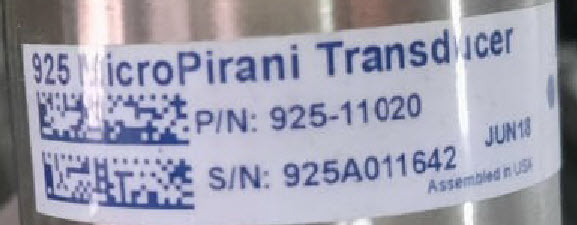 925 MicroPirani Transducer
P/N: 925-11020
JUN18
S/N: 925A011642
Assembled in USA